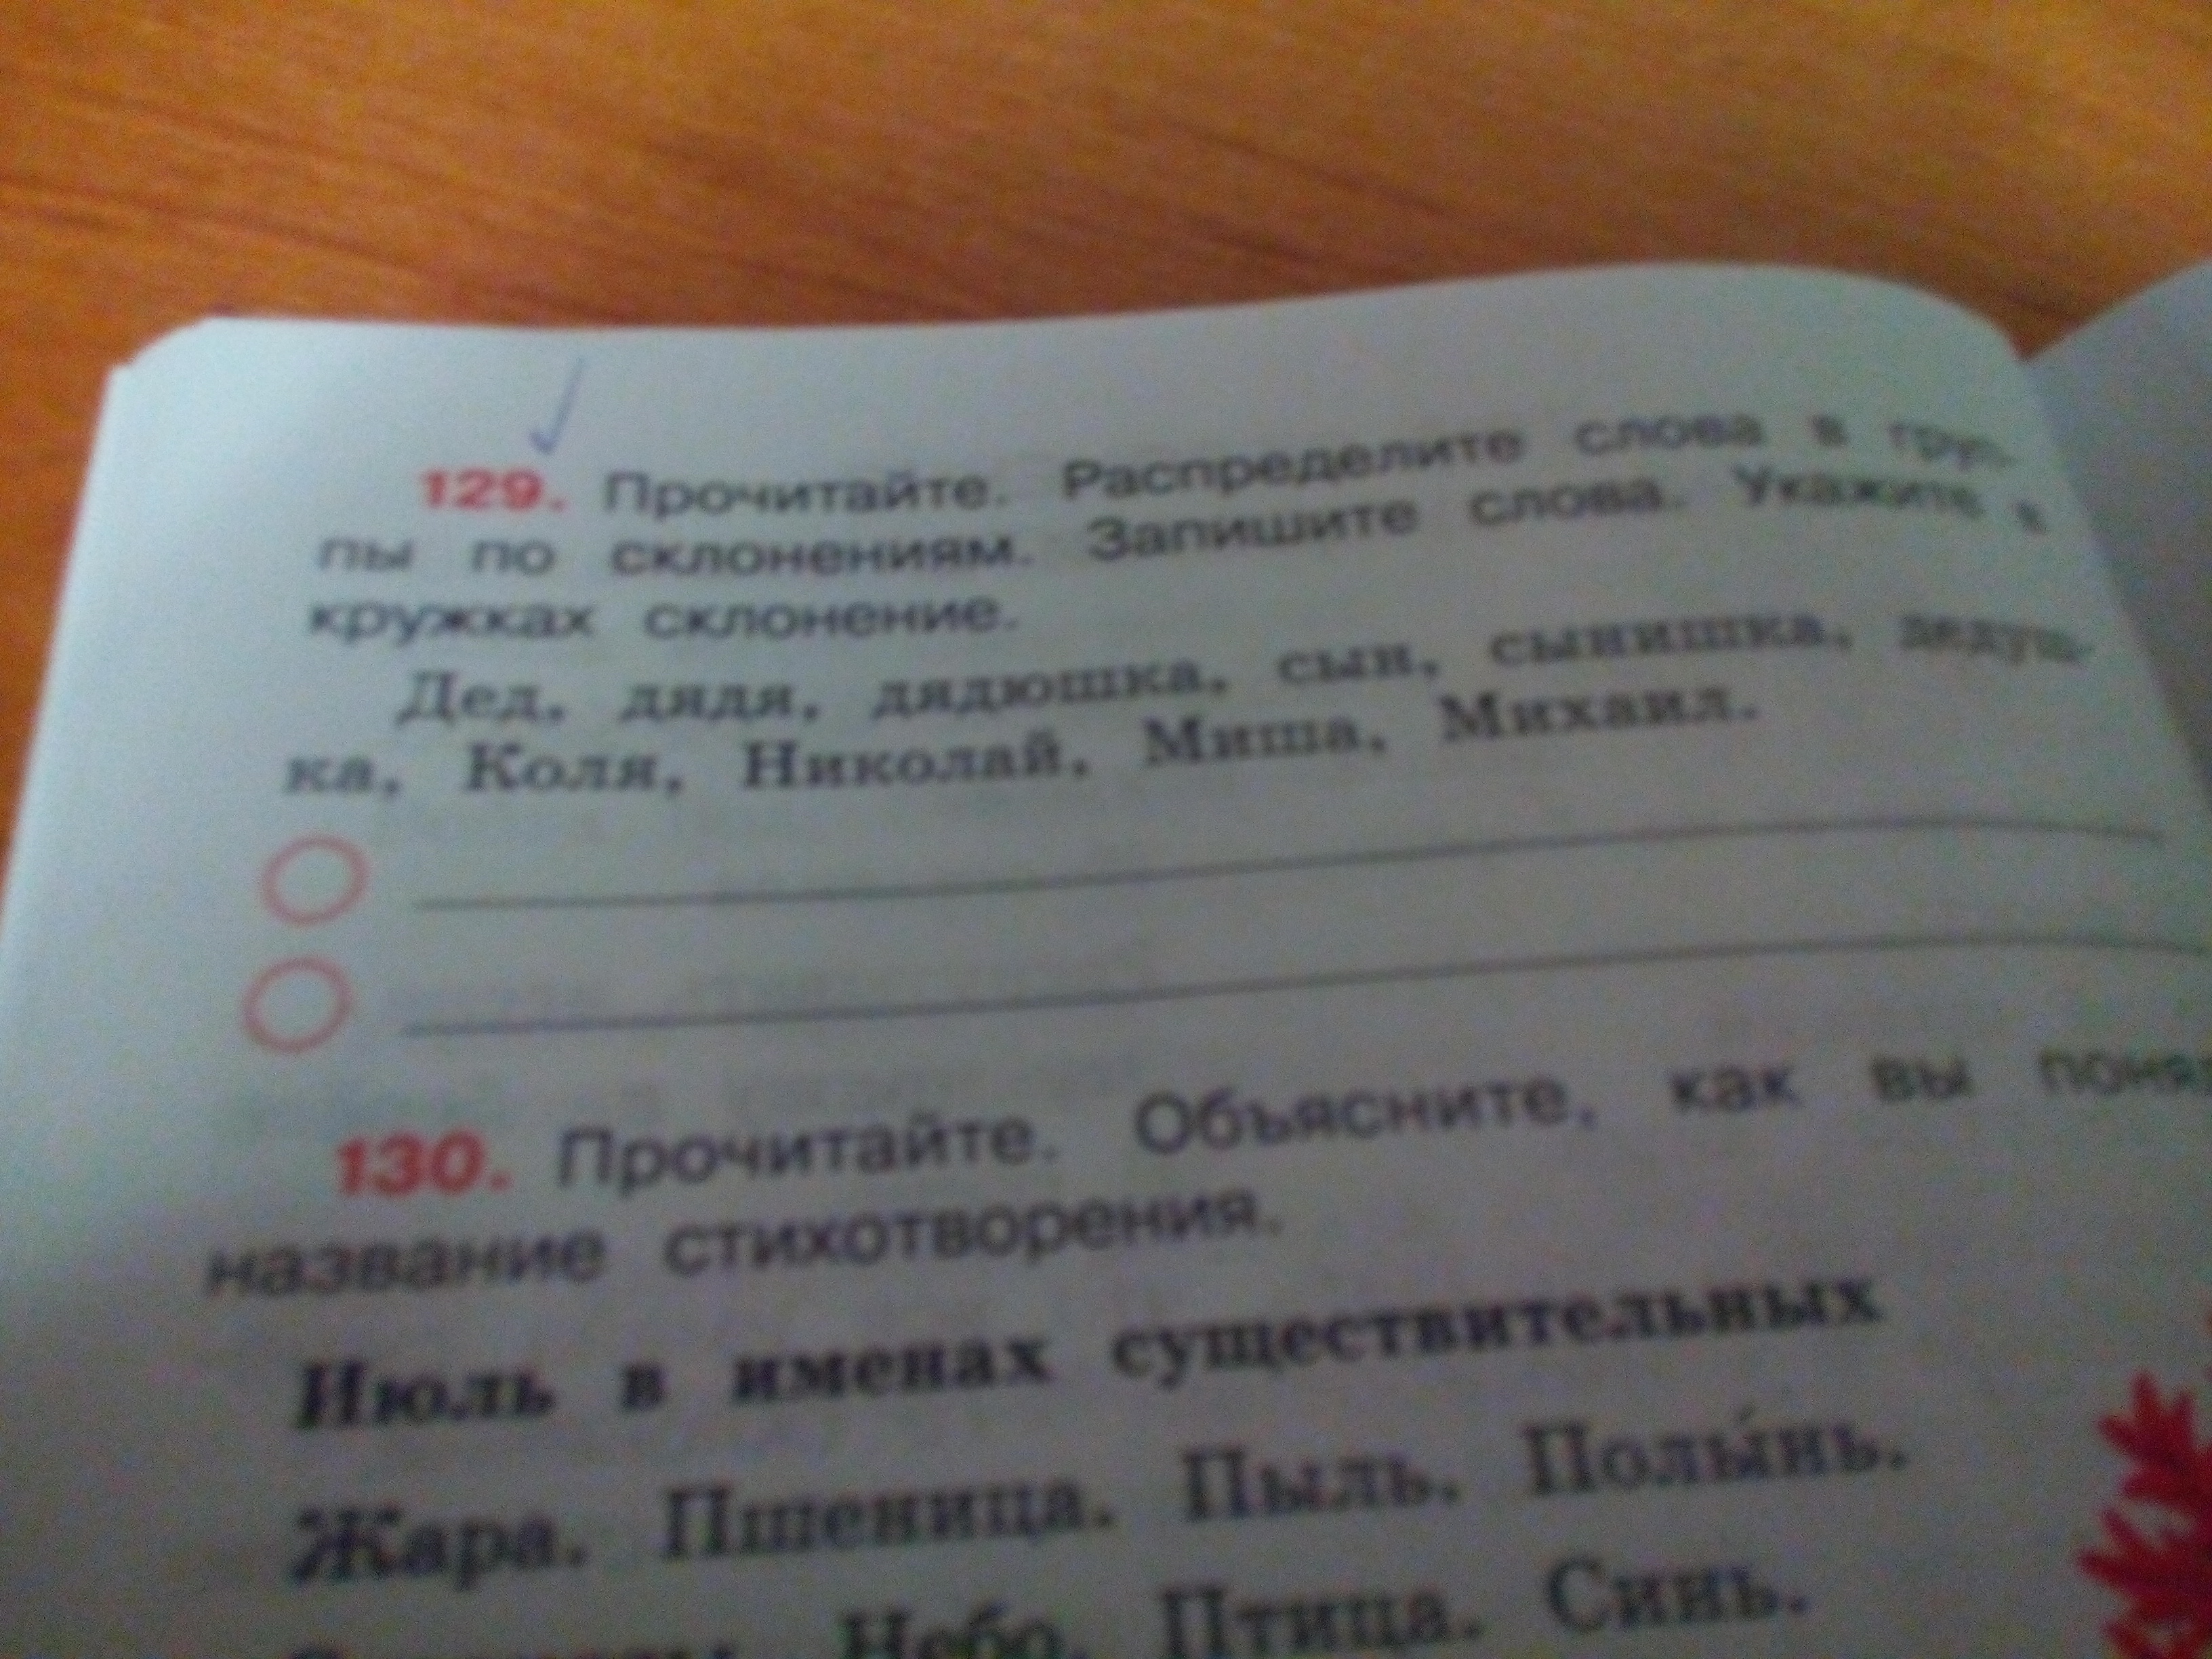 129. Прочитайте. Распределите слова в груп-
пы по склонениям. Запишите слова. Укажите в
кружках склонение.
Дед, дядя, дядюшка, сын, сынишка, дедуш-
ка, Коля, Николай, Миша, Михаил.
130. Прочитайте. Объясните, как вы
название стихотворения.
Июль в именах существительных
Жара. Пшеница. Пыль. Полы́нь.
Небо. Птица. Синь.